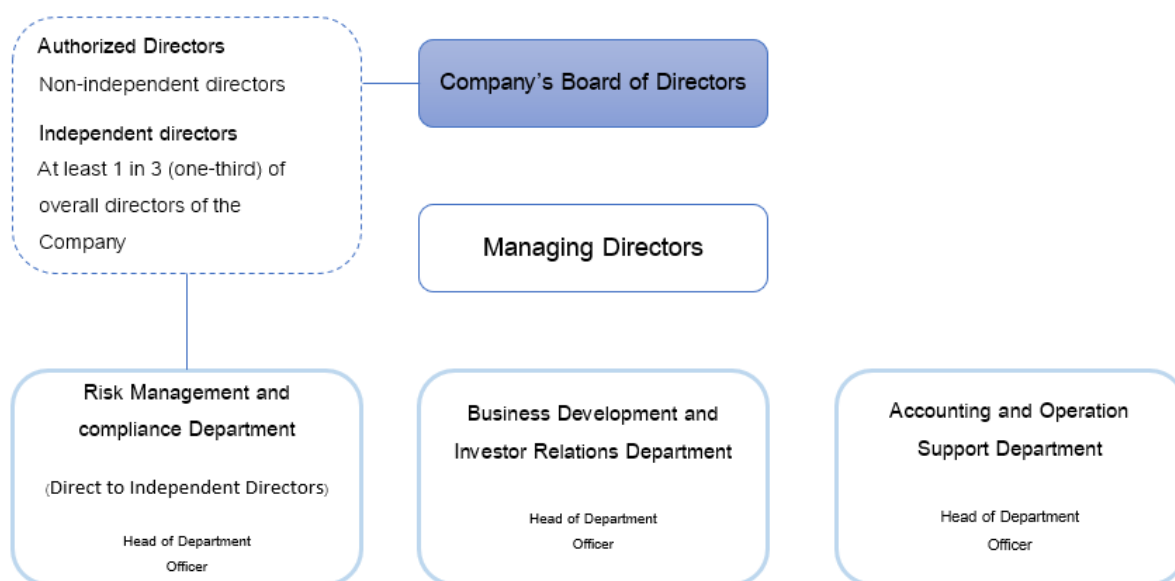 Authorized Directors
Non-independent directors
Independent directors
At least 1 in 3 (one-third) of
overall directors of the
Company
Company's Board of Directors
Managing Directors
Risk Management and
compliance Department
(Direct to Independent Directors)
Head of Department
Officer
Business Development and
Investor Relations Department
Head of Department
Officer
Accounting and Operation
Support Department
Head of Department
Officer